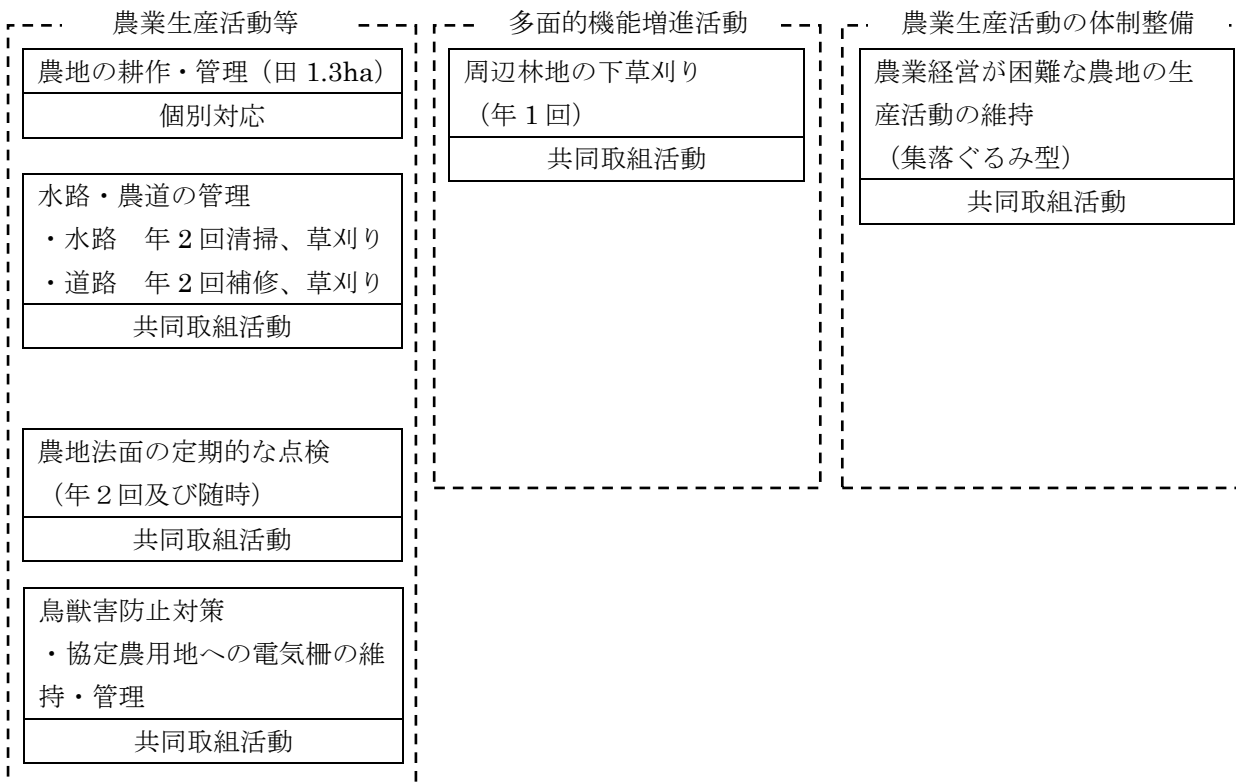 農業生産活動等
農地の耕作・管理（田 1.3ha）
個別対応
水路・農道の管理
・水路　年２回清掃、草刈り
・道路　年２回補修、草刈り
共同取組活動
農地法面の定期的な点検
（年２回及び随時）
共同取組活動
鳥獣害防止対策
・協定農用地への電気柵の維
持・管理
共同取組活動
多面的機能増進活動
周辺林地の下草刈り
（年１回）
共同取組活動
農業生産活動の体制整備
農業経営が困難な農地の生
産活動の維持
（集落ぐるみ型）
共同取組活動